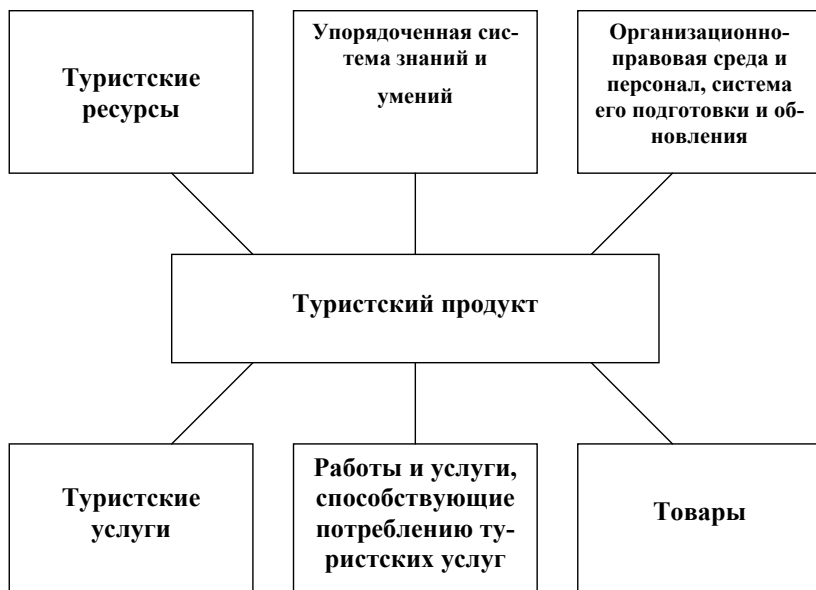 Туристские
ресурсы
Упорядоченная сис-
тема знаний и
умений
Организационно-
правовая среда и
персонал, система
его подготовки и об-
новления
Туристский продукт
Туристские
услуги
Работы и услуги,
способствующие
потреблению ту-
ристских услуг
Товары